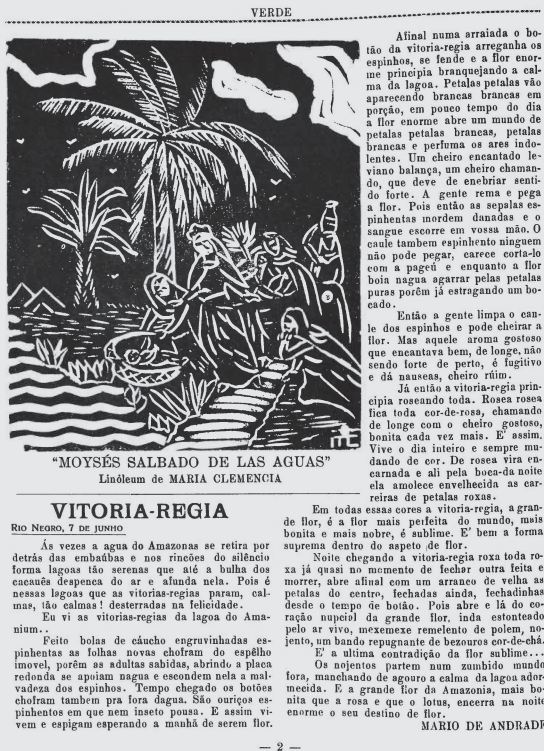 VERDE
"MOYSÉS SALBADO DE LAS AGUAS"
Linóleum de MARIA CLEMENCIA
VITORIA-REGIA
RIO NEGRO, 7 DE JUNHO
Ás vezes a agua do Amazonas se retira por
detrás das embaúbas e nos rincões do silêncio
forma lagoas tão serenas que até a bulha dos
cacauês despenca do ar e afunda nela. Pois é
nessas lagoas que as vitorias-regias param, cal-
mas, tão calmas ! desterradas na felicidade.
Eu vi as vitorias-regias da lagoa do Ama-
nium..
Feito bolas de cáucho engruvinhadas es-
pinhentas as folhas novas chofram do espêlho
imovel, porêm as adultas sabidas, abrindo a placa
redonda se apoiam nagua e escondem nela a mal-
vadeza dos espinhos. Tempo chegado os botões
chofram tambem pra fora dagua. São ouriços es-
pinhentos em que nem inseto pousa. E assim vi-
vem e espigam esperando a manhã de serem flor.
Afinal numa arraiada o bo-
tão da vitoria-regia arreganha os
espinhos, se fende e a flor enor-
me principia branquejando a cal-
ma da lagoa. Petalas petalas vão
aparecendo brancas brancas em
porção, em pouco tempo do dia
a flor enorme abre um mundo de
petalas petalas brancas, petalas
brancas e perfuma os ares indo-
lentes. Um cheiro encantado le-
viano balança, um cheiro chaman-
do, que deve de enebriar senti-
do forte. A gente rema e pega
a flor. Pois então as sepalas es-
pinhentas mordem danadas e o
sangue escorre em vossa mão. O
caule tambem espinhento ninguem
não pode pegar, carece corta-lo
com a pageú e enquanto a flor
boia nagua agarrar pelas petalas
puras porêm já estragando um bo-
cado.
Então a gente limpa o cau-
le dos espinhos e pode cheirar a
flor. Mas aquele aroma gostoso
que encantava bem, de longe, não
sendo forte de perto, é fugitivo
e dá nauseas, cheiro rúim.
Já então a vitoria-regia prin-
cipia roseando toda. Rosea rosea
fica toda cor-de-rosa, chamando
de longe com o cheiro gostoso,
bonita cada vez mais. E' assim.
Vive o dia inteiro e sempre mu-
dando de cor. De rosea vira en-
carnada e ali pela boca-da noite
ela amolece envelhecida as car-
reiras de petalas roxas.
Em todas essas cores a vitoria-regia, a gran-
de flor, é a flor mais perfeita do mundo, mais
bonita e mais nobre, é sublime. E' bem a forma
suprema dentro do aspeto de flor.
Noite chegando a vitoria-regia roxa toda ro-
xa já quasi no memento de fechar outra feita e
morrer, abre afinal com um arranco de velha as
petalas do centro, fechadas ainda, fechadinhas
desde o tempo de botão. Pois abre e lá do co-
ração nupcial da grande flor, inda estonteado
pelo ar vivo, mexemexe remelento de polem, no-
jento, um bando repugnante de bezouros cor-de-chá.
E' a ultima contradição da flor sublime...
Os nojentos partem num zumbido mundo
fora, manchando de agouro a calma da lagoa ador-
mecida. E a grande flor da Amazonia, mais bo-
nita que a rosa e que o lotus, encerra na noite
enorme o seu destino de flor.
MARIO DE ANDRADE
— 2 —